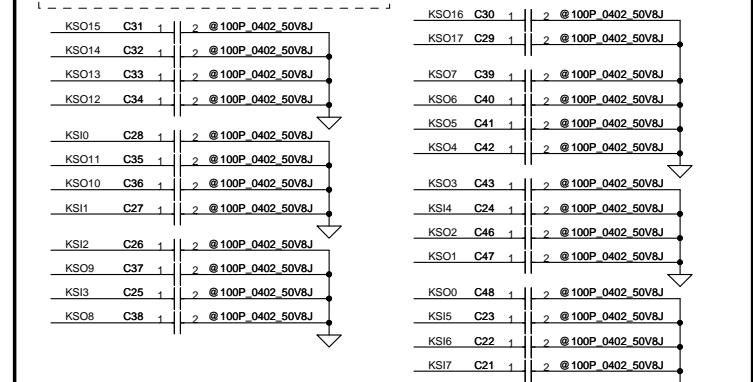 KSO15 C31 1 2 @100P_0402_50V8J
KSO14 C32 1 2 @100P_0402_50V8J
KSO13 C33 1 2 @100P_0402_50V8J
KSO12 C34 1 2 @100P_0402_50V8J
KSI0 C28 1 2 @100P_0402_50V8J
KSO11 C35 1 2 @100P_0402_50V8J
KSO10 C36 1 2 @100P_0402_50V8J
KSI1 C27 1 2 @100P_0402_50V8J
KSI2 C26 1 2 @100P_0402_50V8J
KSO9 C37 1 2 @100P_0402_50V8J
KSI3 C25 1 2 @100P_0402_50V8J
KSO8 C38 1 2 @100P_0402_50V8J
KSO16 C30 1 2 @100P_0402_50V8J
KSO17 C29 1 2 @100P_0402_50V8J
KSO7 C39 1 2 @100P_0402_50V8J
KSO6 C40 1 2 @100P_0402_50V8J
KSO5 C41 1 2 @100P_0402_50V8J
KSO4 C42 1 2 @100P_0402_50V8J
KSO3 C43 1 2 @100P_0402_50V8J
KSI4 C24 1 2 @100P_0402_50V8J
KSO2 C46 1 2 @100P_0402_50V8J
KSO1 C47 1 2 @100P_0402_50V8J
KSO0 C48 1 2 @100P_0402_50V8J
KSI5 C23 1 2 @100P_0402_50V8J
KSI6 C22 1 2 @100P_0402_50V8J
KSI7 C21 1 2 @100P_0402_50V8J